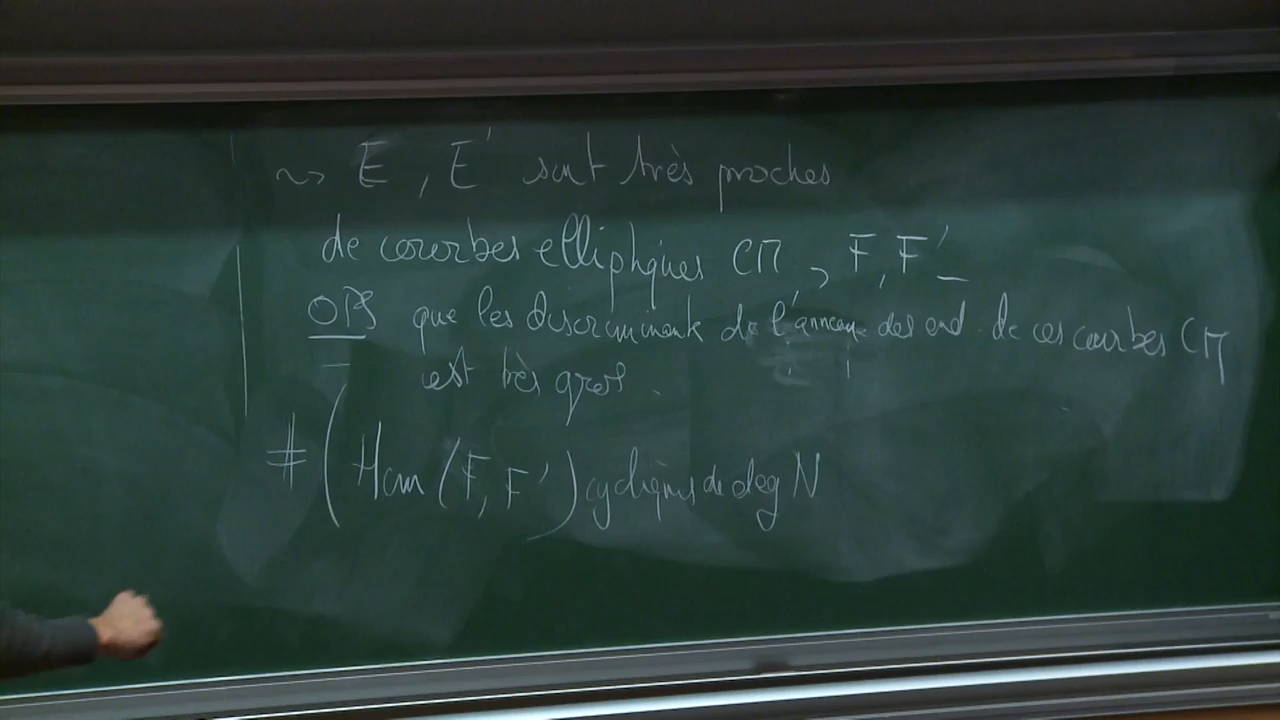 ⇝ E, E' sont très proches
de courbes elliptiques CM, F, F'
OPS que les discriminants de l'anneau des end. de ces courbes CM
est très gros.
# (Hom (F, F') cycliques de deg N